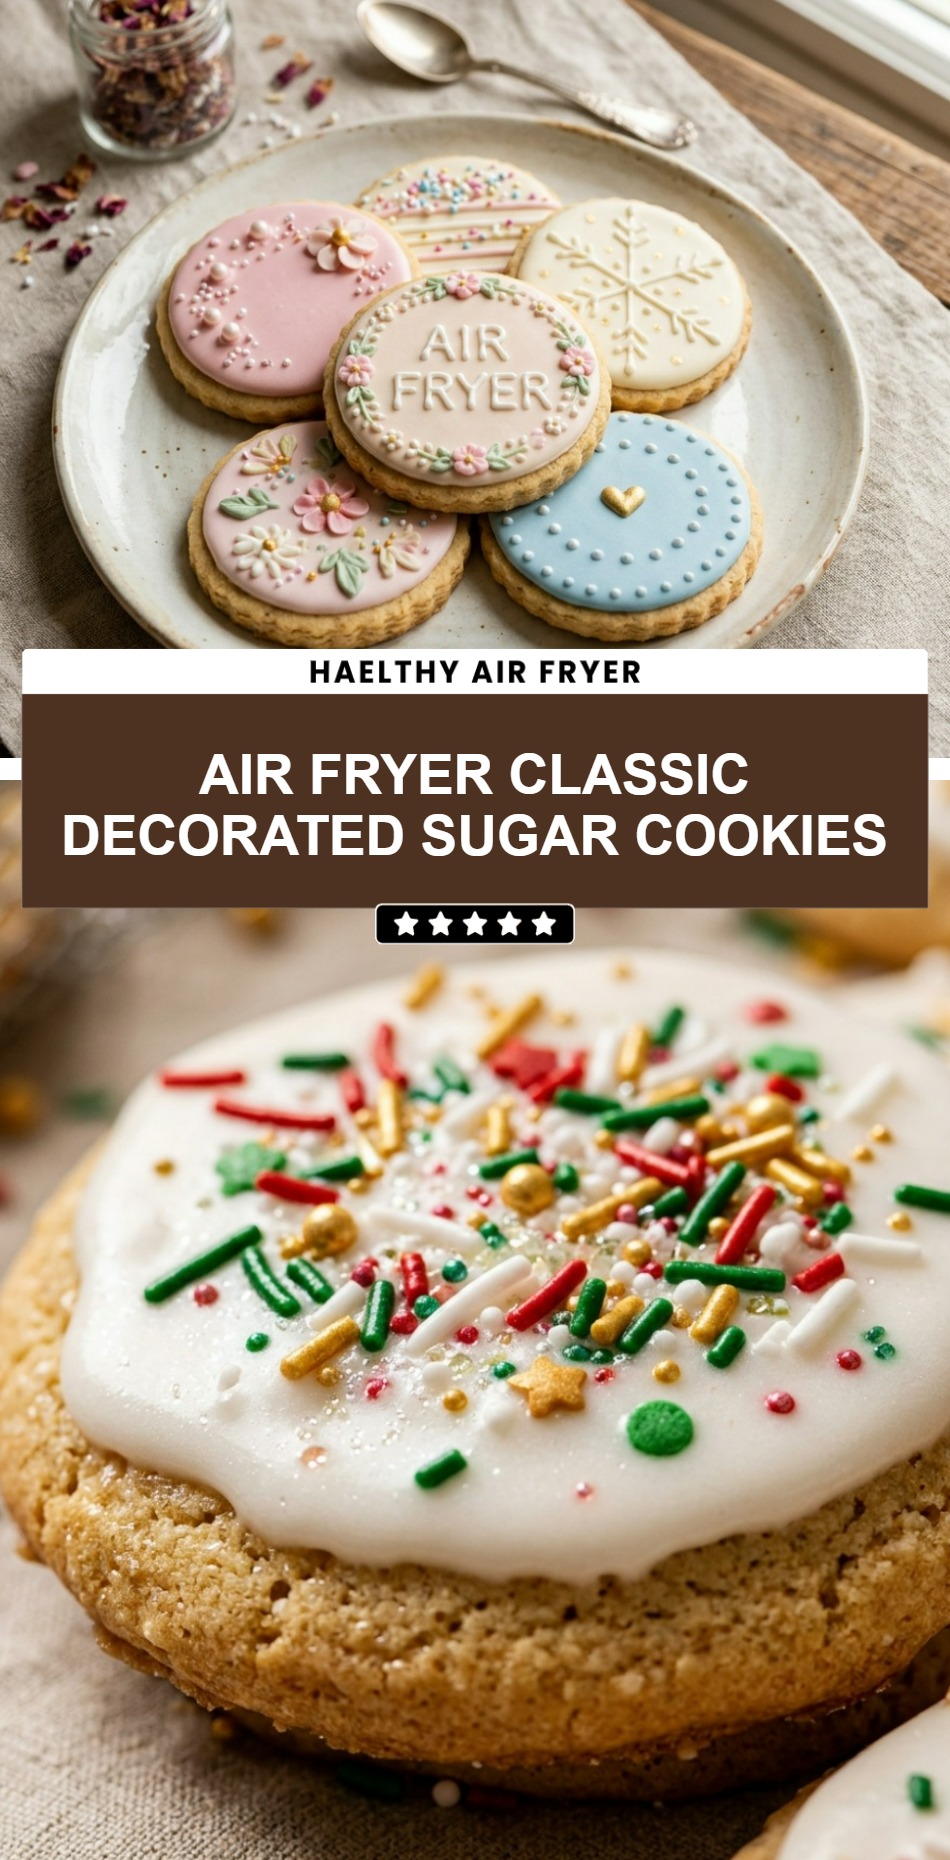 AIR
FRYER
HAELTHY AIR FRYER
AIR FRYER CLASSIC
DECORATED SUGAR COOKIES